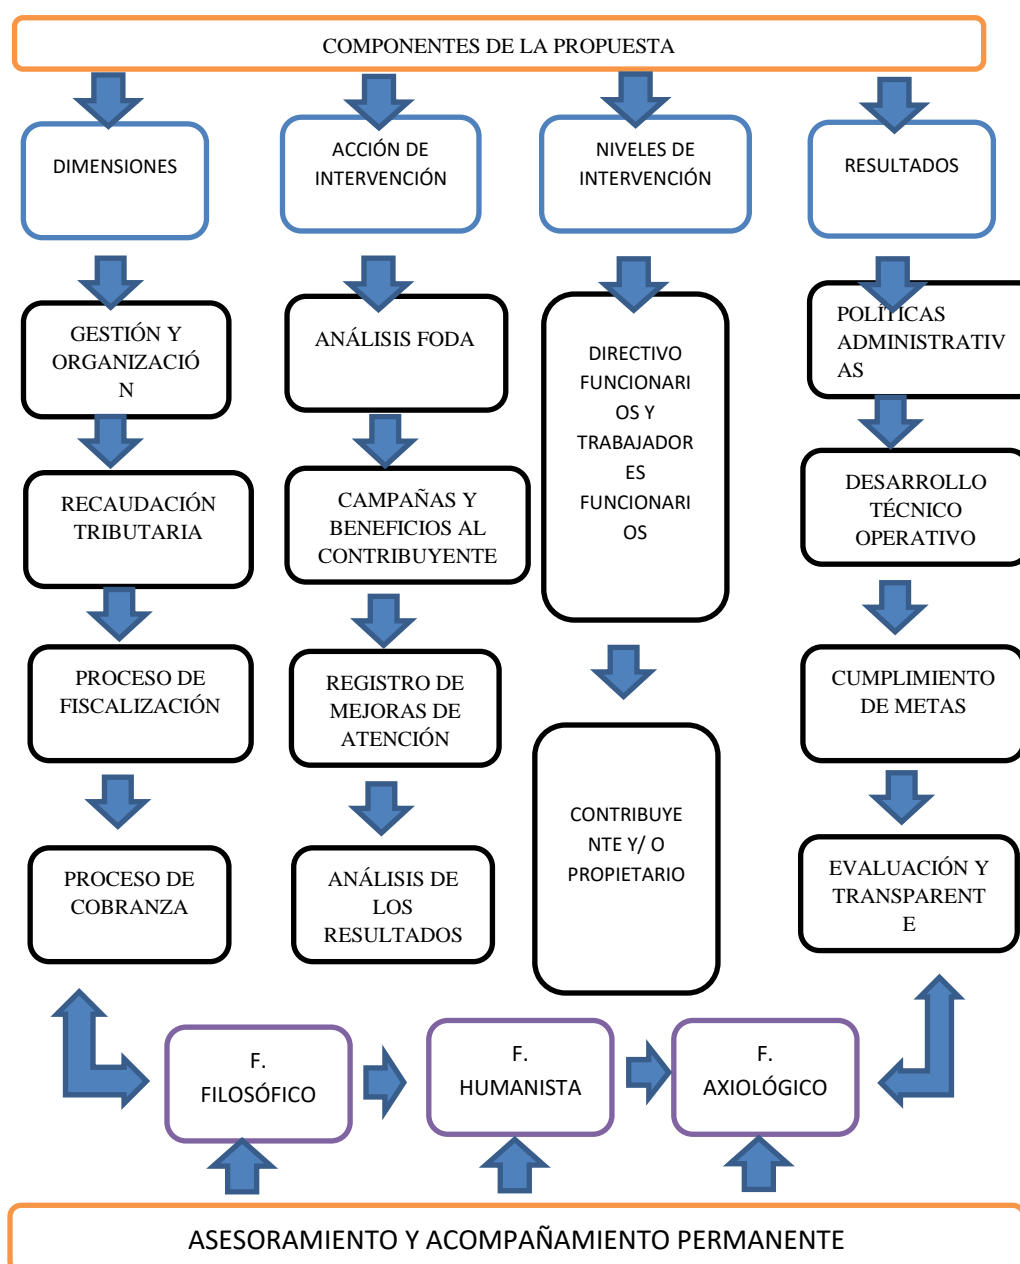 COMPONENTES DE LA PROPUESTA
DIMENSIONES
ACCIÓN DE
INTERVENCIÓN
NIVELES DE
INTERVENCIÓN
RESULTADOS
GESTIÓN Y
ORGANIZACIÓ
N
ANÁLISIS FODA
DIRECTIVO
FUNCIONARI
OS Y
TRABAJADOR
ES
FUNCIONARI
OS
POLÍTICAS
ADMINISTRATIV
AS
RECAUDACIÓN
TRIBUTARIA
CAMPAÑAS Y
BENEFICIOS AL
CONTRIBUYENTE
DESARROLLO
TÉCNICO
OPERATIVO
PROCESO DE
FISCALIZACIÓN
REGISTRO DE
MEJORAS DE
ATENCIÓN
CONTRIBUYE
NTE Y/ O
PROPIETARIO
CUMPLIMIENTO
DE METAS
PROCESO DE
COBRANZA
ANÁLISIS DE
LOS
RESULTADOS
EVALUACIÓN Y
TRANSPARENT
E
F.
FILOSÓFICO
F.
HUMANISTA
F.
AXIOLÓGICO
ASESORAMIENTO Y ACOMPAÑAMIENTO PERMANENTE